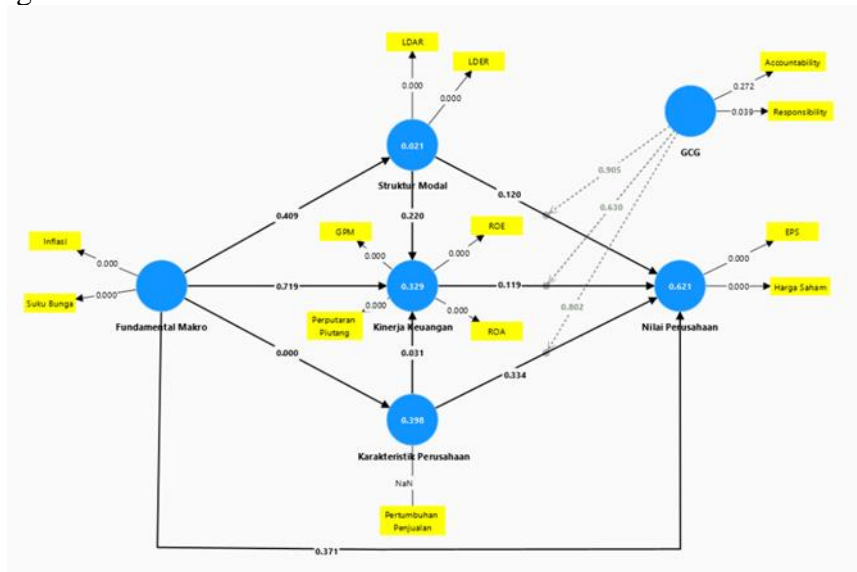 LDAR
LDER
Accountability
0.272
0.000
0.000
0.039
Responsibility
0.021
GCG
0.905
Struktur Modal
0.120
0.630
0.409
0.220
Inflasi
GPM
ROE
EPS
0.000
0.000
0.000
0.000
0.719
0.329
0.119
0.621
0.000
Harga Saham
Suku Bunga
0.000
0.000
0.000
0.802
Perputaran
Piutang
Kinerja Keuangan
ROA
Fundamental Makro
Nilai Perusahaan
0.000
0.031
0.334
0.398
Karakteristik Perusahaan
NaN
Pertumbuhan
Penjualan
0.371